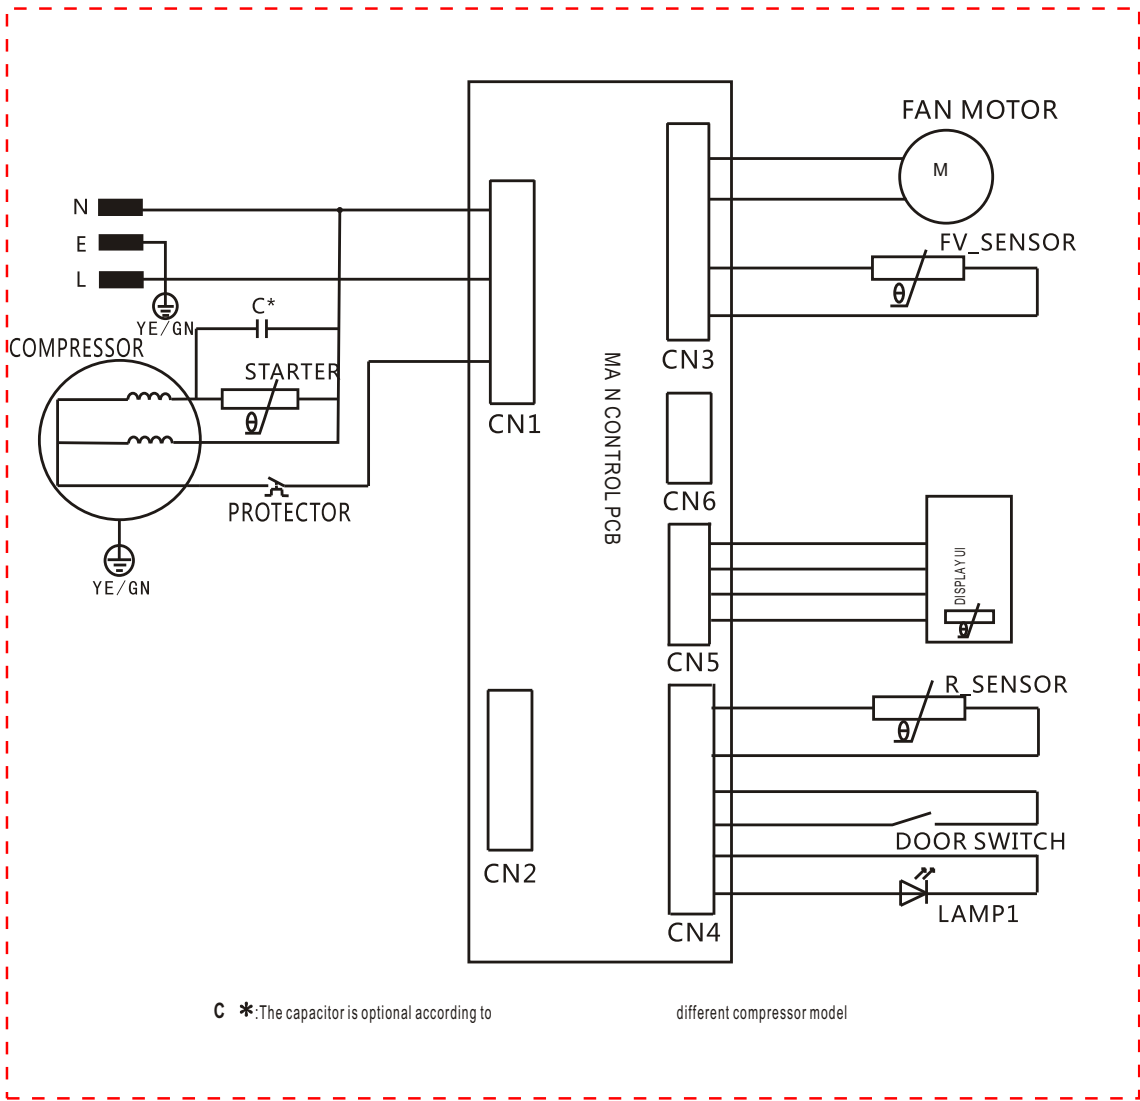 FAN MOTOR
M
N
E
L
FV_SENSOR
θ
C*
YE/GN
COMPRESSOR
STARTER
θ
CN3
CN1
MA N CONTROL PCB
CN6
PROTECTOR
YE/GN
DISPLAY UI
θ
CN5
R_SENSOR
θ
DOOR SWITCH
CN2
LAMP1
CN4
C *:The capacitor is optional according to different compressor model